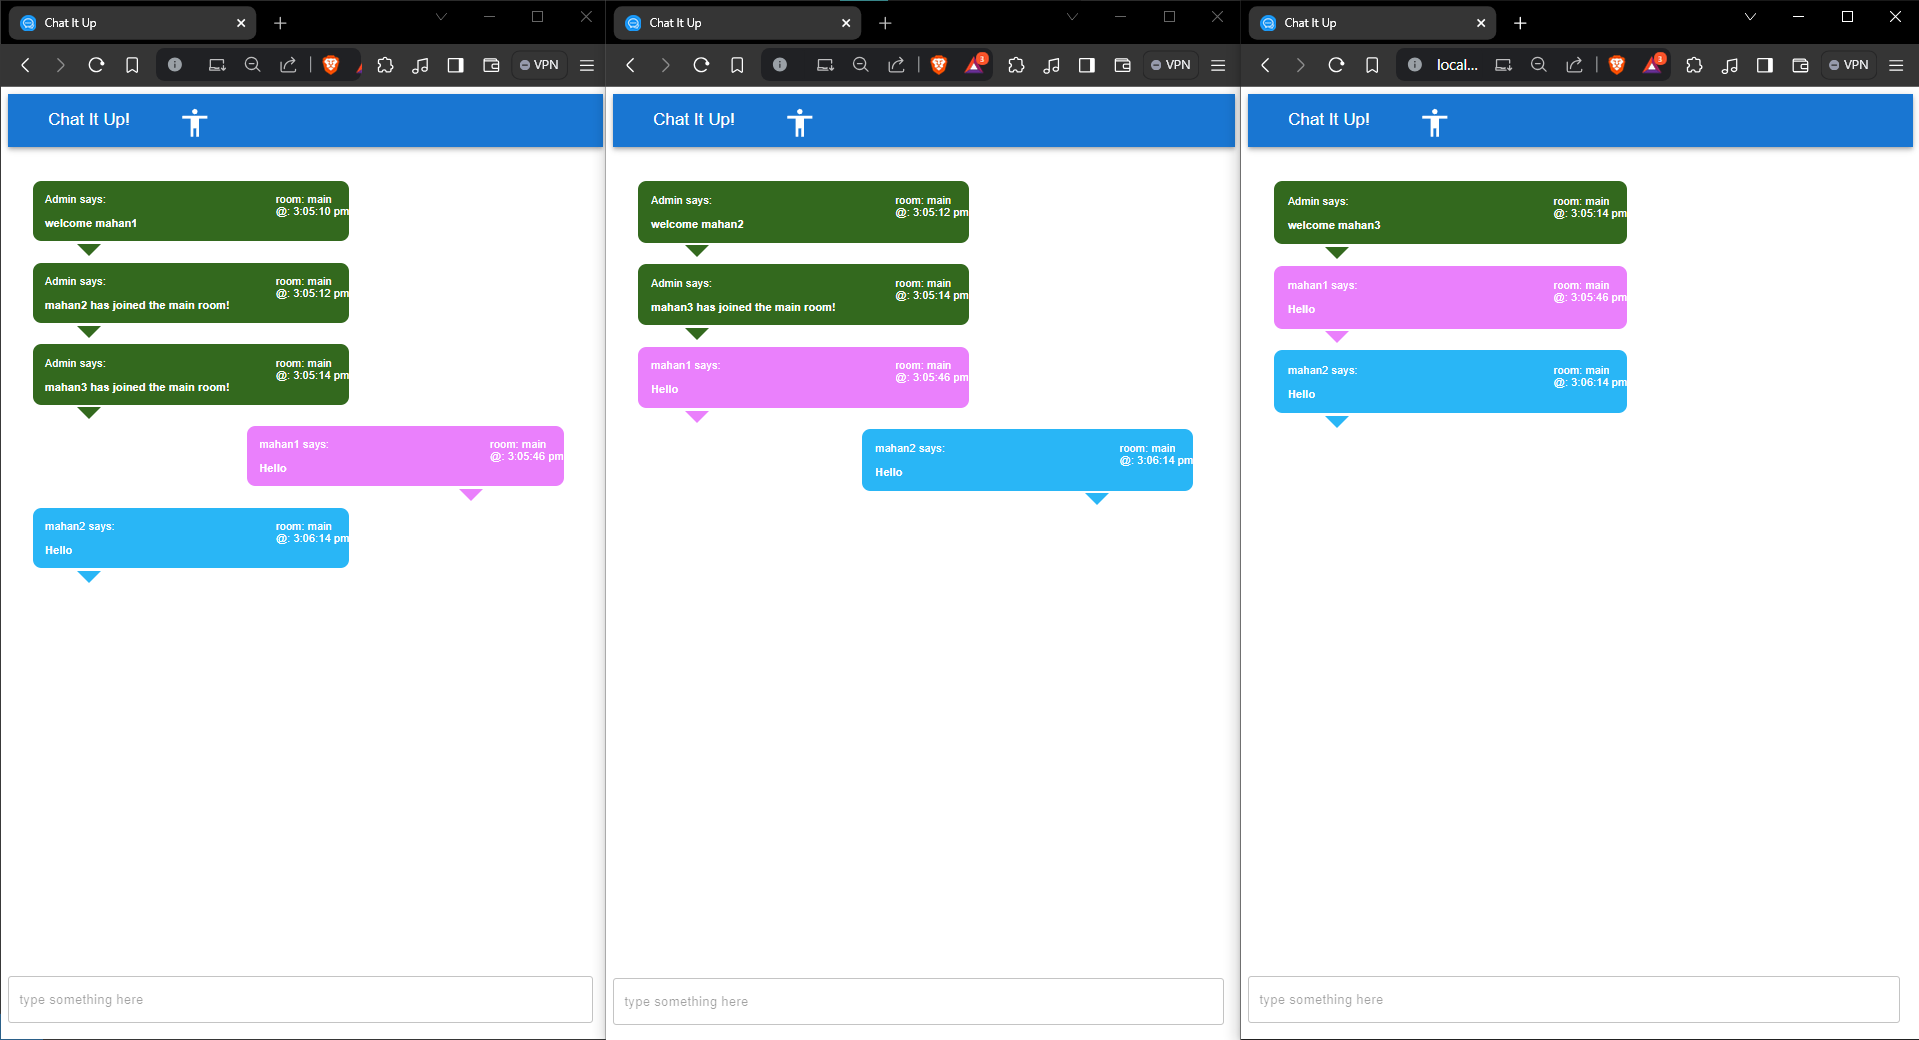 Chat It Up
VPN
Chat It Up!
Admin says:
room: main
@: 3:05:10 pm
welcome mahan1
Admin says:
room: main
@: 3:05:12 pm
mahan2 has joined the main room!
Admin says:
room: main
@: 3:05:14 pm
mahan3 has joined the main room!
mahan1 says:
room: main
@: 3:05:46 pm
Hello
mahan2 says:
room: main
@: 3:06:14 pm
Hello
type something here
Chat It Up
3
VPN
Chat It Up!
Admin says:
room: main
@: 3:05:12 pm
welcome mahan2
Admin says:
room: main
@: 3:05:14 pm
mahan3 has joined the main room!
mahan1 says:
room: main
@: 3:05:46 pm
Hello
mahan2 says:
room: main
@: 3:06:14 pm
Hello
type something here
Chat It Up
local...
3
VPN
Chat It Up!
Admin says:
room: main
@: 3:05:14 pm
welcome mahan3
mahan1 says:
room: main
@: 3:05:46 pm
Hello
mahan2 says:
room: main
@: 3:06:14 pm
Hello
type something here